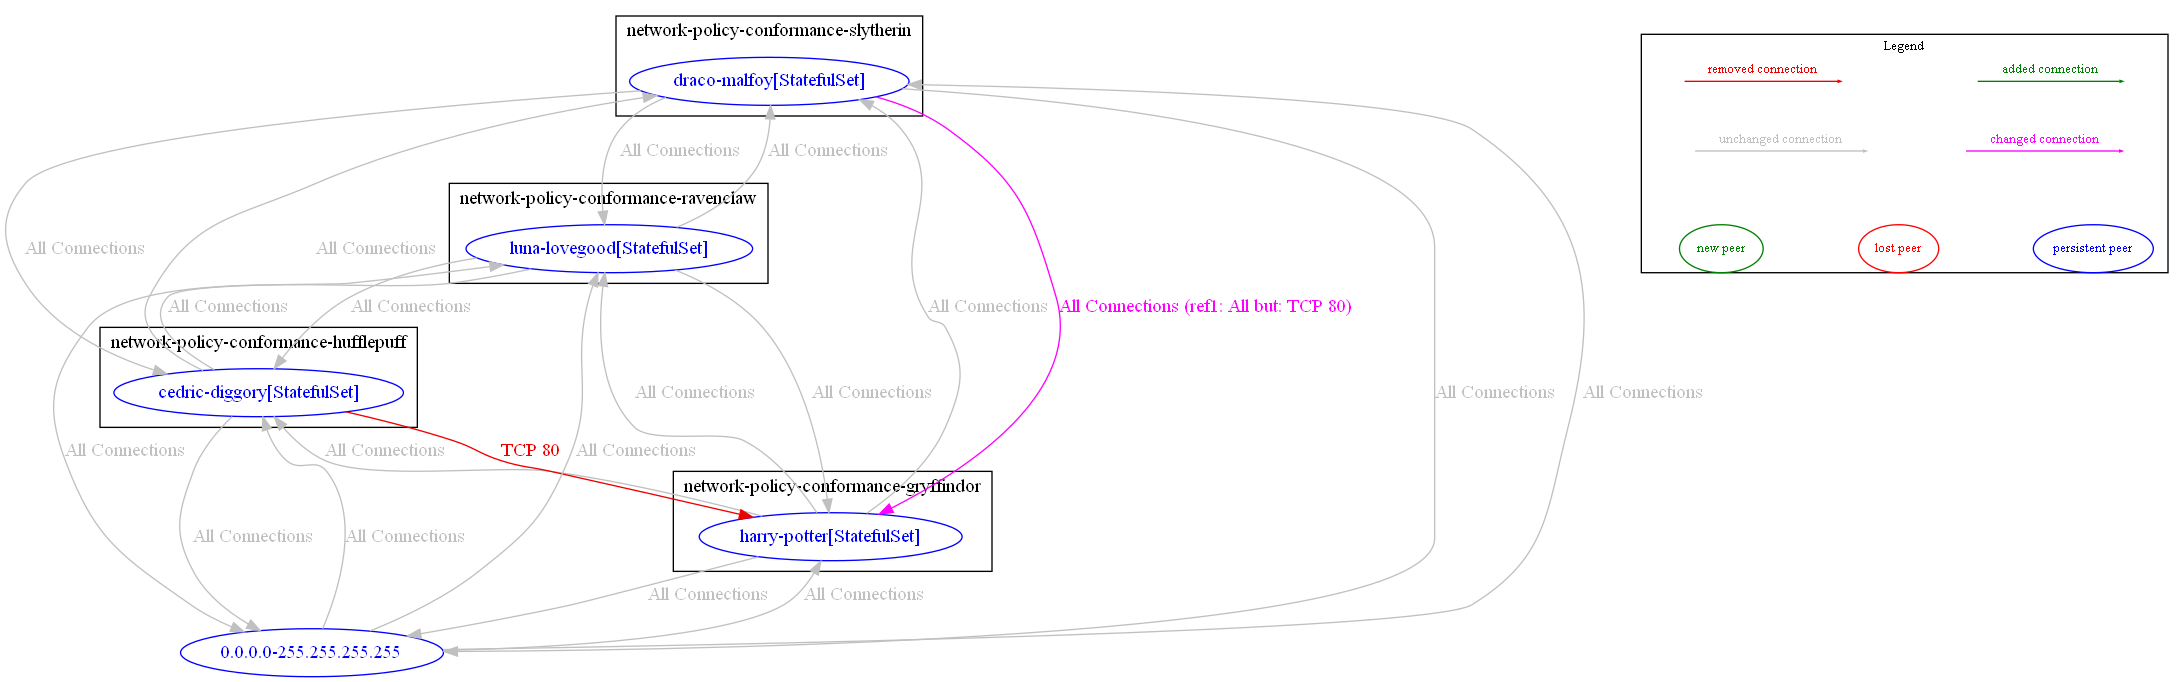 network-policy-conformance-slytherin
draco-malfoy[StatefulSet]
Legend
removed connection
added connection
unchanged connection
changed connection
new peer
lost peer
persistent peer
All Connections
All Connections
network-policy-conformance-ravenclaw
luna-lovegood[StatefulSet]
All Connections
All Connections
All Connections
All Connections
All Connections
All Connections (ref1: All but: TCP 80)
network-policy-conformance-hufflepuff
cedric-diggory[StatefulSet]
All Connections
All Connections
All Connections
All Connections
All Connections
All Connections
TCP 80
All Connections
network-policy-conformance-gryffindor
harry-potter[StatefulSet]
All Connections
All Connections
All Connections
All Connections
0.0.0.0-255.255.255.255